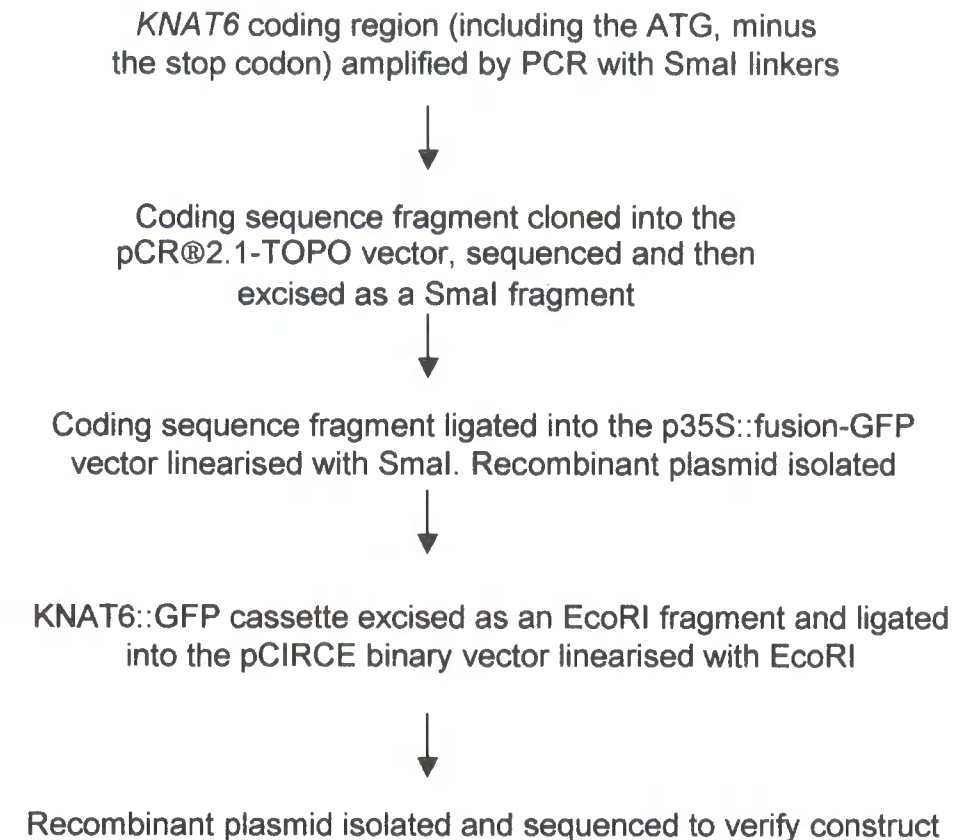 KNAT6 coding region (including the ATG, minus
the stop codon) amplified by PCR with SmaI linkers
Coding sequence fragment cloned into the
pCR®2.1-TOPO vector, sequenced and then
excised as a SmaI fragment
Coding sequence fragment ligated into the p35S::fusion-GFP
vector linearised with SmaI. Recombinant plasmid isolated
KNAT6::GFP cassette excised as an EcoRI fragment and ligated
into the pCIRCE binary vector linearised with EcoRI
Recombinant plasmid isolated and sequenced to verify construct